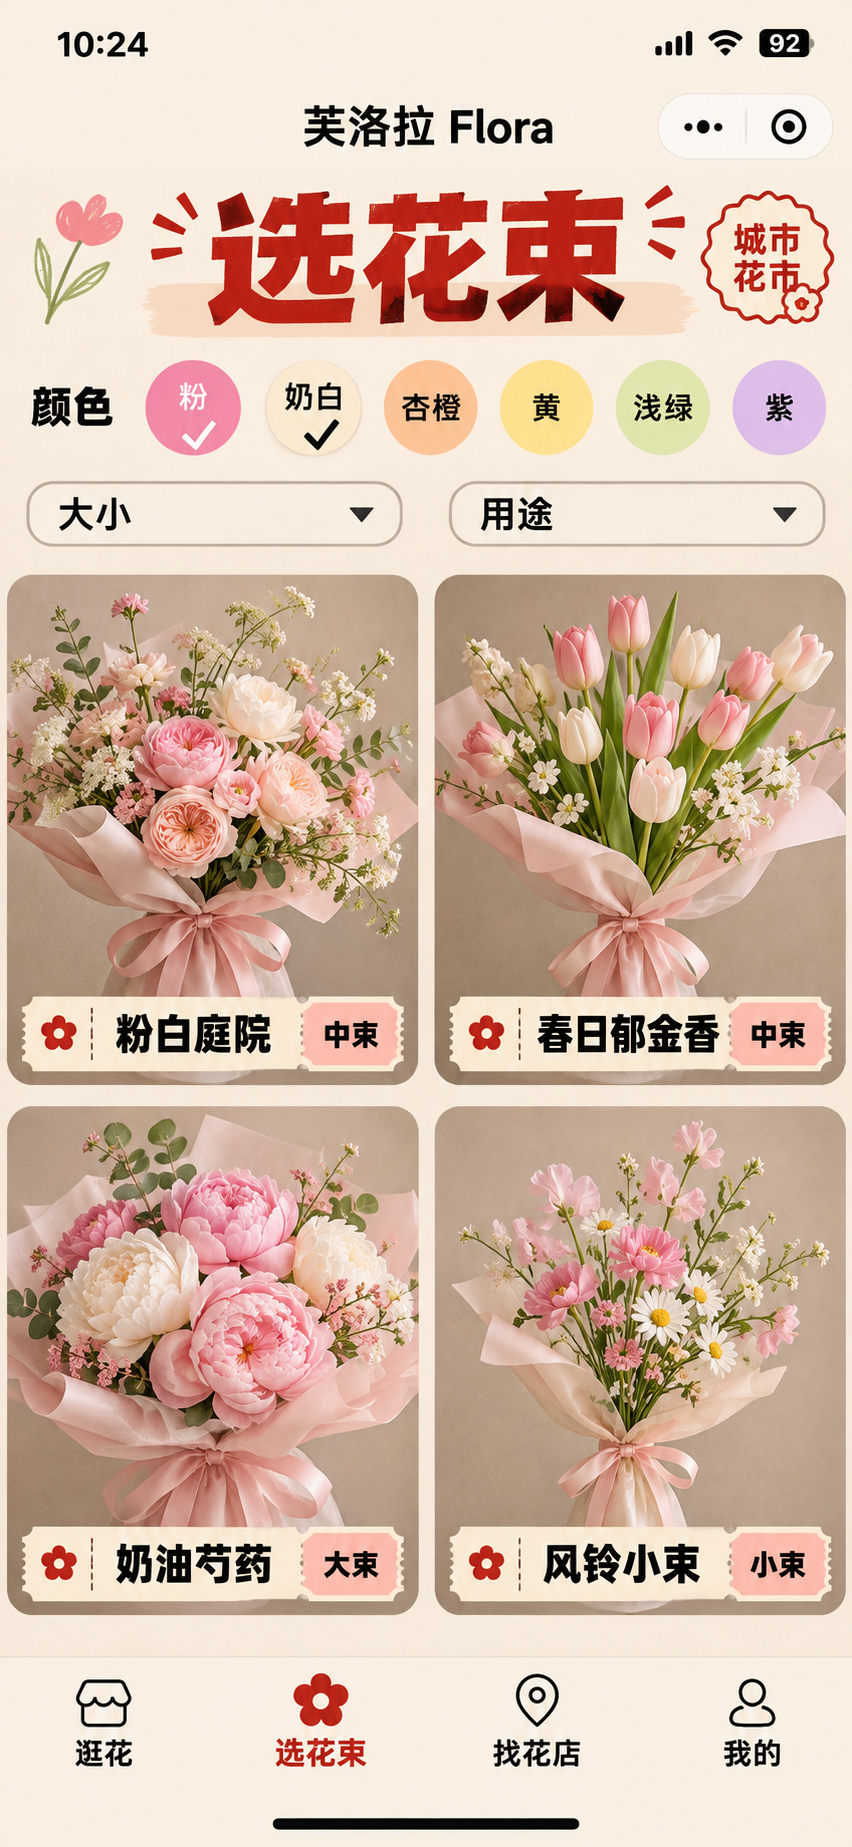 10:24
92
芙洛拉 Flora
选花束
城市
花市
颜色
粉
奶白
杏橙
黄
浅绿
紫
大小
用途
粉白庭院
中束
春日郁金香
中束
奶油芍药
大束
风铃小束
小束
逛花
选花束
找花店
我的